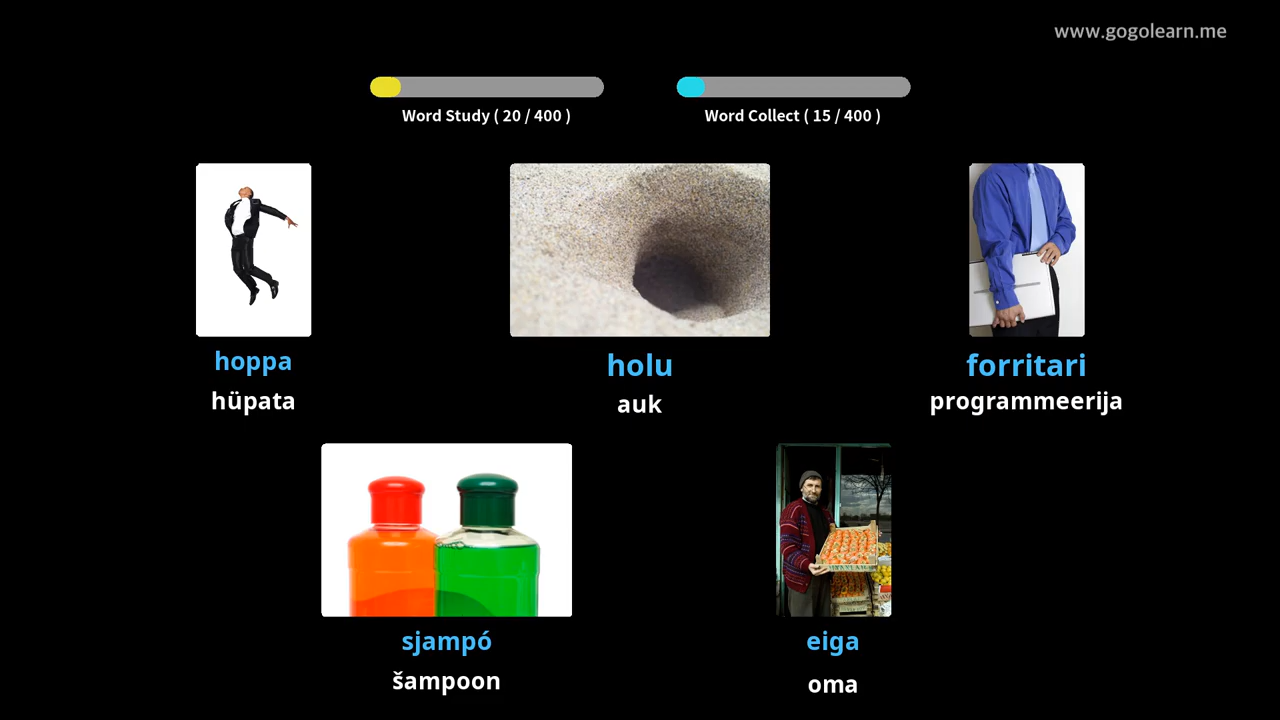 www.gogolearn.me
Word Study ( 20 / 400 )
Word Collect ( 15 / 400 )
hoppa
hüpata
holu
auk
forritari
programmeerija
sjampó
šampoon
eiga
oma